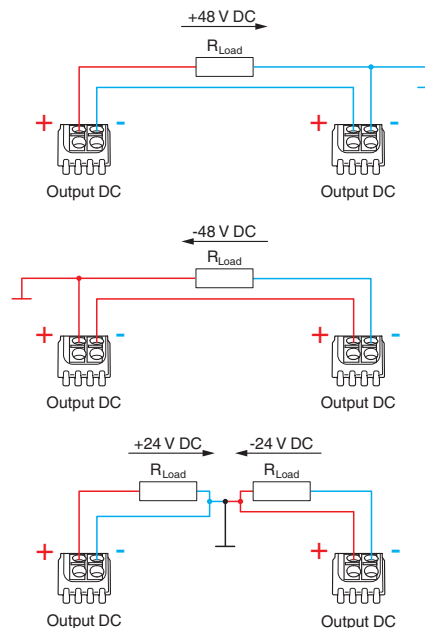 +48 V DC
RLoad
+ - + -
Output DC Output DC
-48 V DC
RLoad
+ - + -
Output DC Output DC
+24 V DC -24 V DC
RLoad RLoad
+ - + -
Output DC Output DC